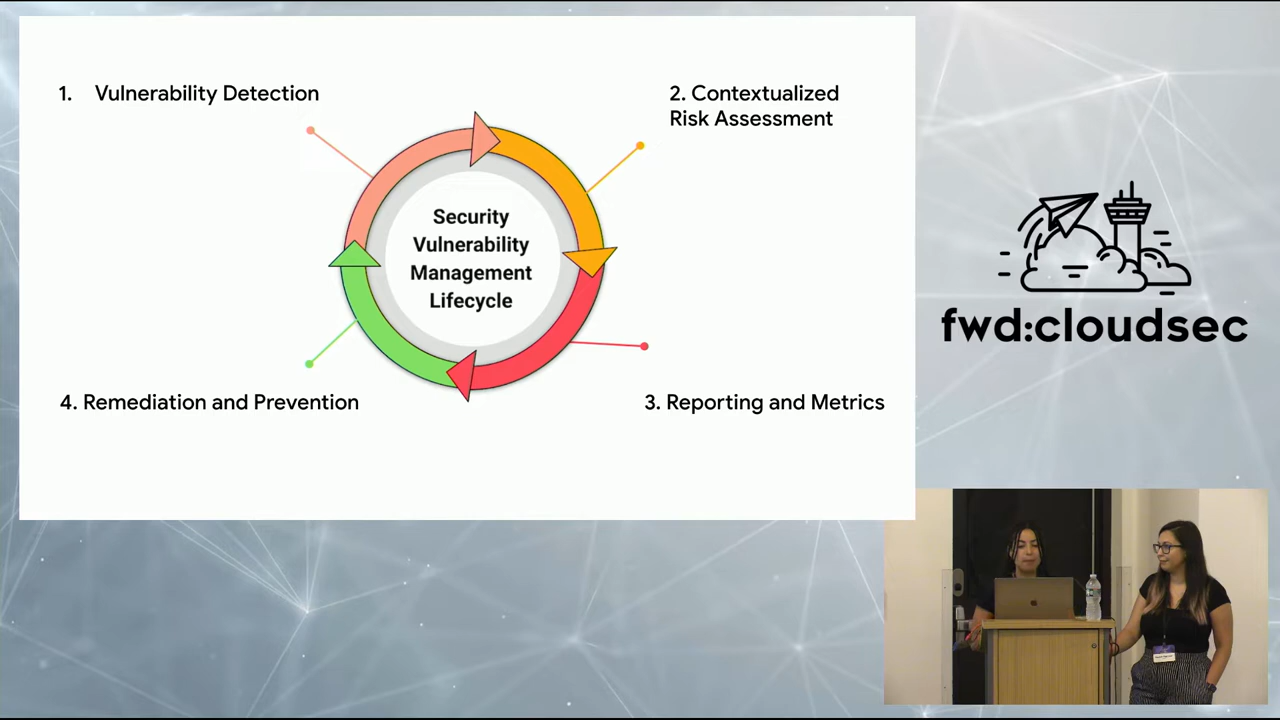 1. Vulnerability Detection
2. Contextualized
Risk Assessment
Security
Vulnerability
Management
Lifecycle
4. Remediation and Prevention
3. Reporting and Metrics
fwd:cloudsec